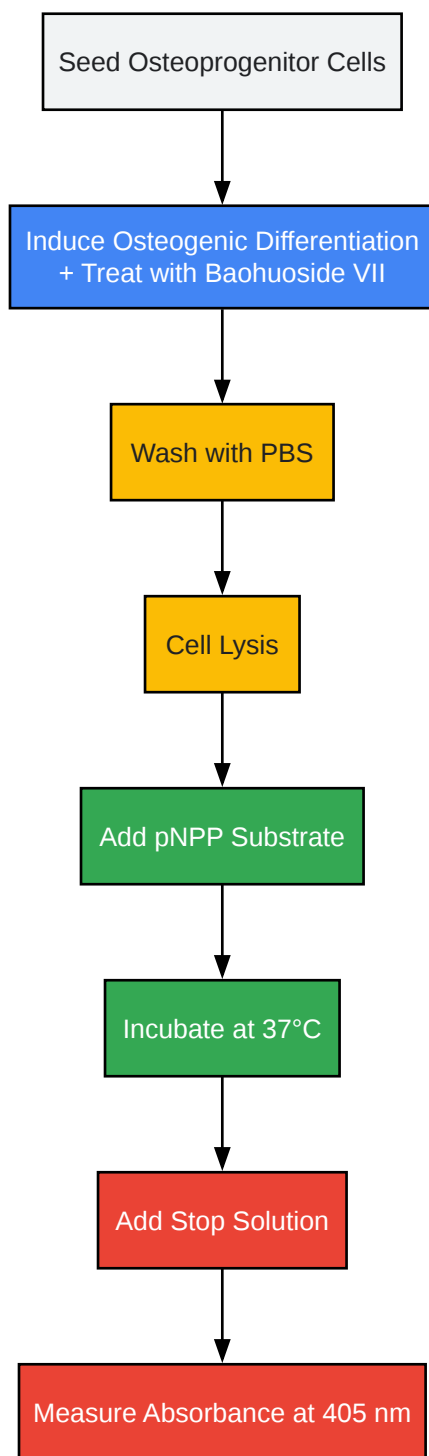 Seed Osteoprogenitor Cells
Induce Osteogenic Differentiation
+ Treat with Baohuoside VII
Wash with PBS
Cell Lysis
Add pNPP Substrate
Incubate at 37°C
Add Stop Solution
Measure Absorbance at 405 nm